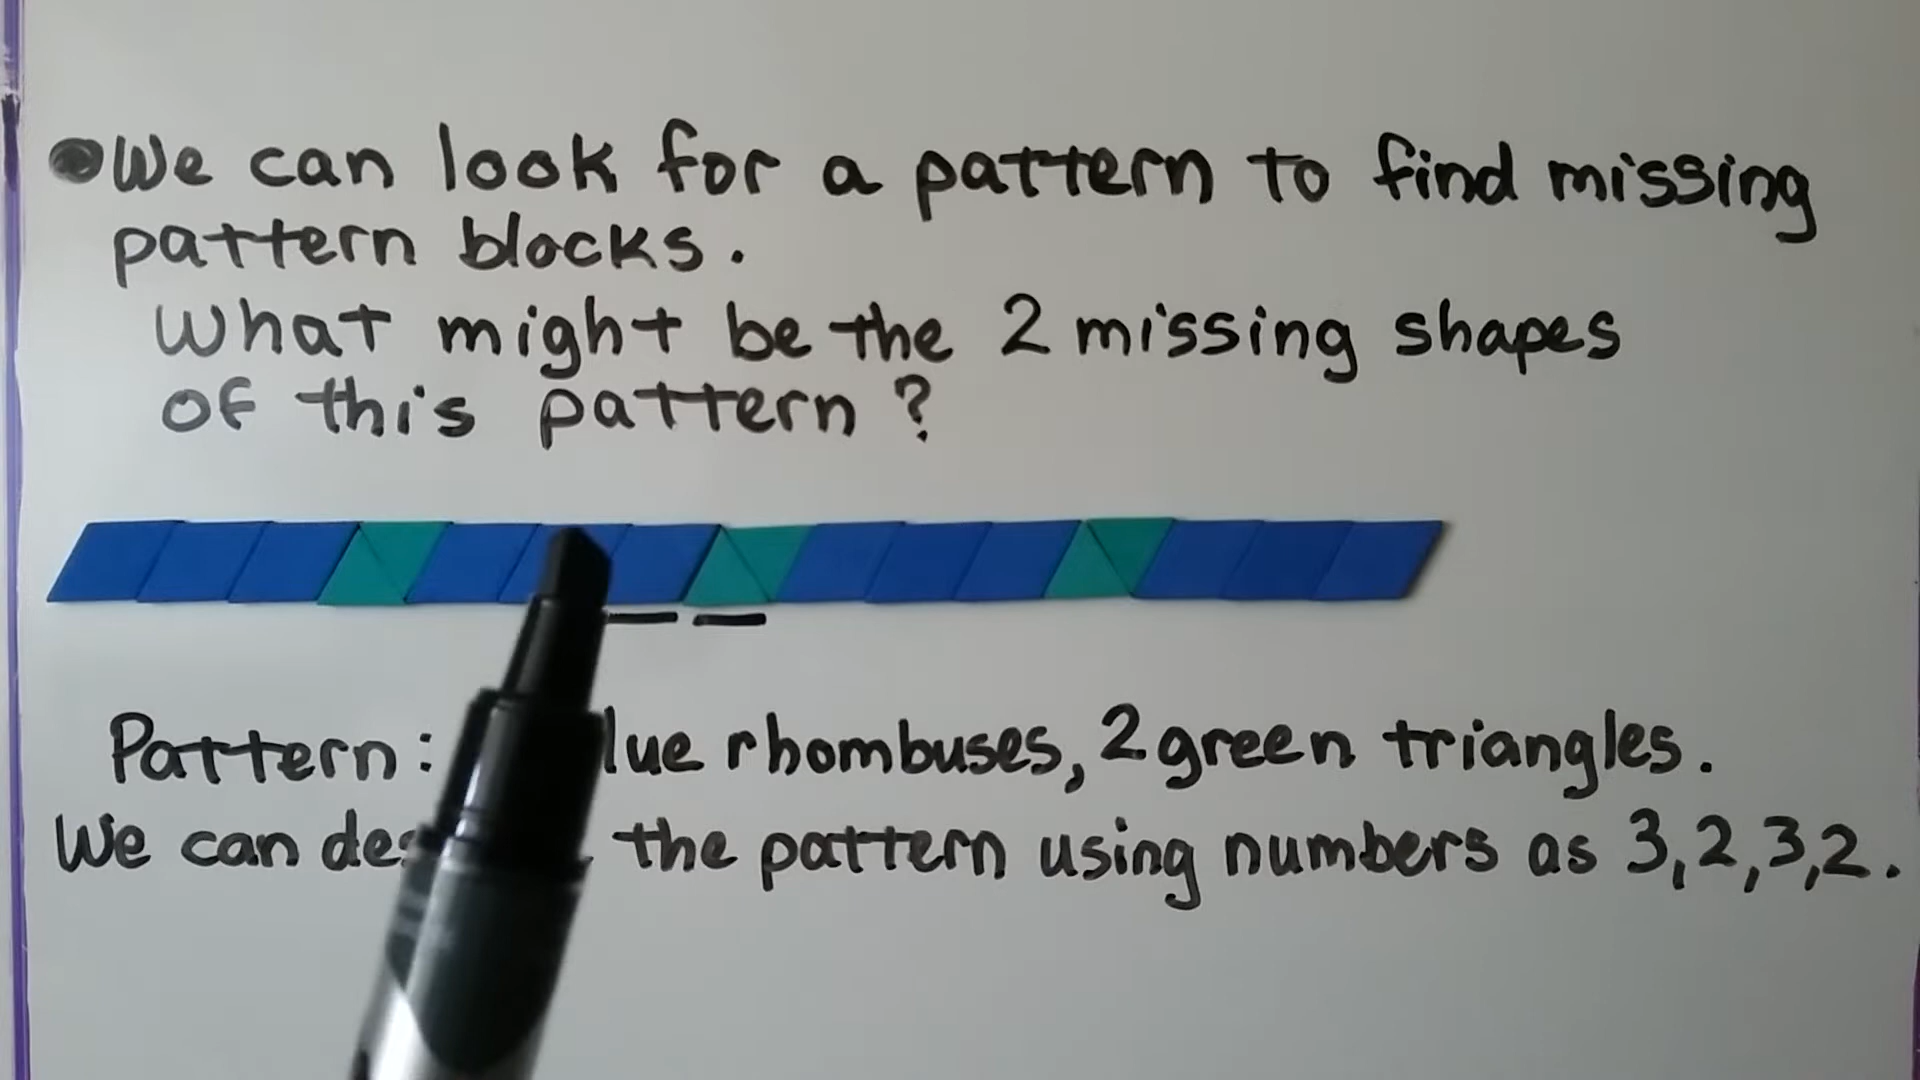 We can look for a pattern to find missing
pattern blocks.
What might be the 2 missing shapes
of this pattern?
Pattern: lue rhombuses, 2 green triangles.
We can des the pattern using numbers as 3,2,3,2.